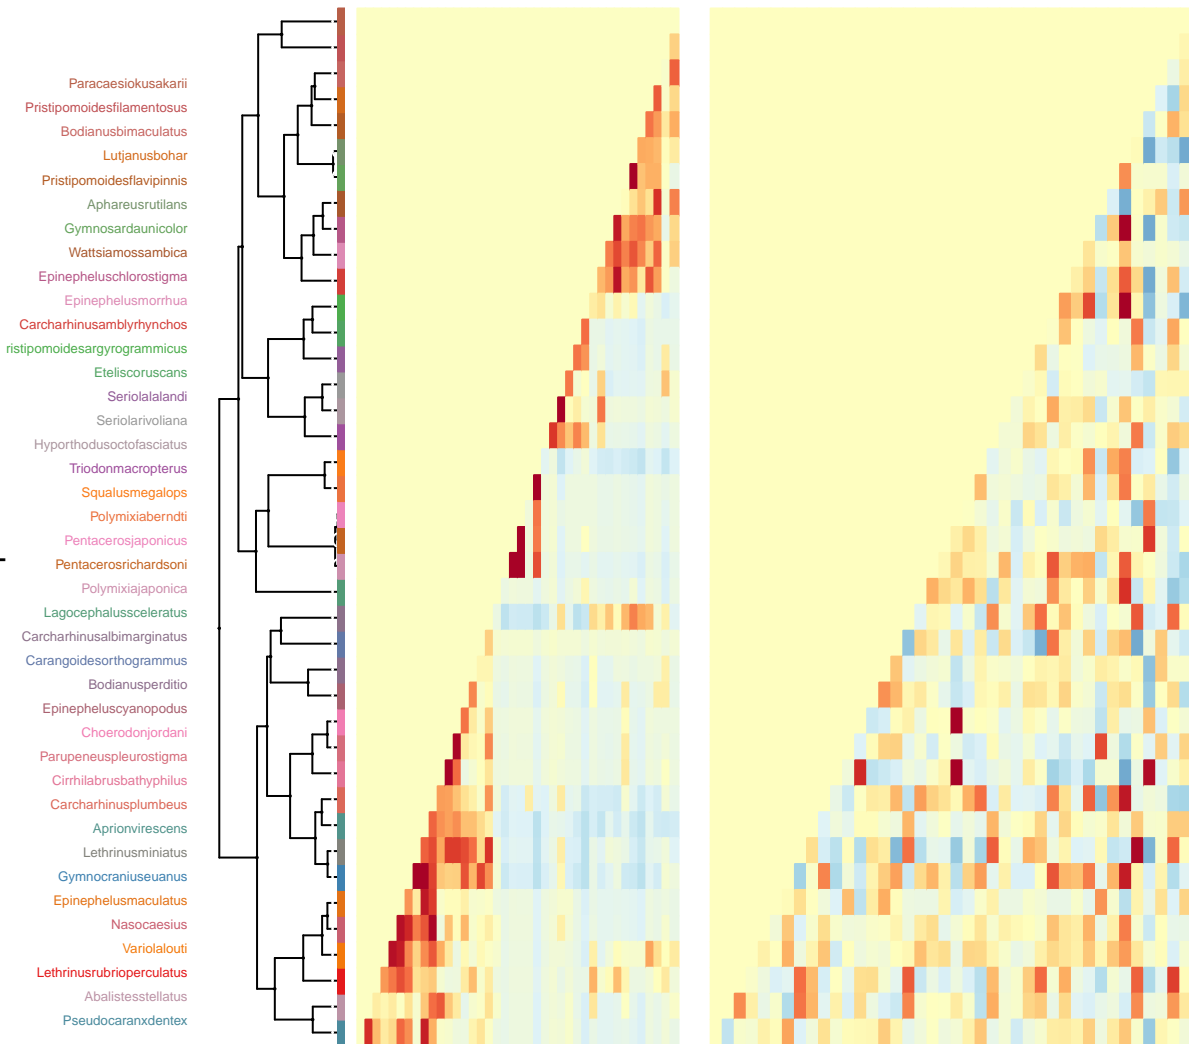 Paracaesiokusakarii
Pristipomoidesfilamentosus
Bodianusbimaculatus
Lutjanusbohar
Pristipomoidesflavipinnis
Aphareusrutilans
Gymnosardaunicolor
Wattsiamossambica
Epinepheluschlorostigma
Epinephelusmorrhua
Carcharhinusamblyrhynchos
ristipomoidesargyrogrammicus
Eteliscoruscans
Seriolalalandi
Seriolarivoliana
Hyporthodusoctofasciatus
Triodonmacropterus
Squalusmegalops
Polymixiaberndti
Pentacerosjaponicus
Pentacerosrichardsoni
Polymixiajaponica
Lagocephalussceleratus
Carcharhinusalbimarginatus
Carangoidesorthogrammus
Bodianusperditio
Epinepheluscyanopodus
Choerodonjordani
Parupeneuspleurostigma
Cirrhilabrusbathyphilus
Carcharhinusplumbeus
Aprionvirescens
Lethrinusminiatus
Gymnocraniuseuanus
Epinephelusmaculatus
Nasocaesius
Variolalouti
Lethrinusrubrioperculatus
Abalistesstellatus
Pseudocaranxdentex